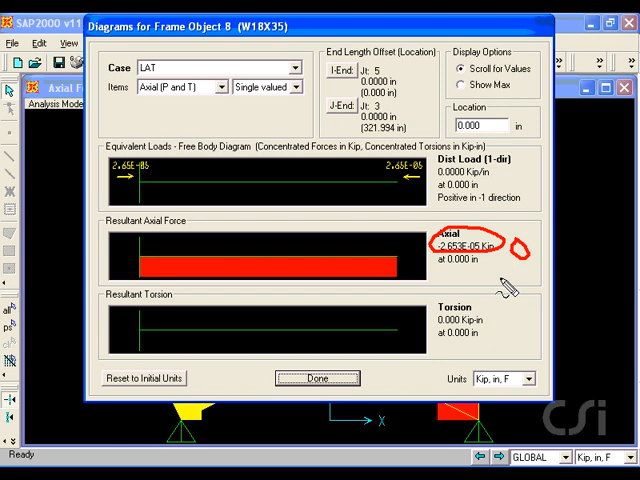 SAP2000 v11
Diagrams for Frame Object 8 (W18X35)
File Edit View
Axial F
Analysis Mode
Case LAT
Items Axial (P and T) Single valued
End Length Offset (Location)
I-End: Jt: 5
0.0000 in
(0.000 in)
J-End: Jt: 3
0.0000 in
(321.994 in)
Display Options
Scroll for Values
Show Max
Location
0.000 in
Equivalent Loads - Free Body Diagram (Concentrated Forces in Kip, Concentrated Torsions in Kip-in)
2.65E-05 2.65E-05
Dist Load (1-dir)
0.0000 Kip/in
at 0.000 in
Positive in -1 direction
Resultant Axial Force
Axial
-2.653E-05 Kip
at 0.000 in
Resultant Torsion
Torsion
0.000 Kip-in
at 0.000 in
Reset to Initial Units Done Units Kip, in, F
all
ps
clr
X
CSi
Ready GLOBAL Kip, in, F